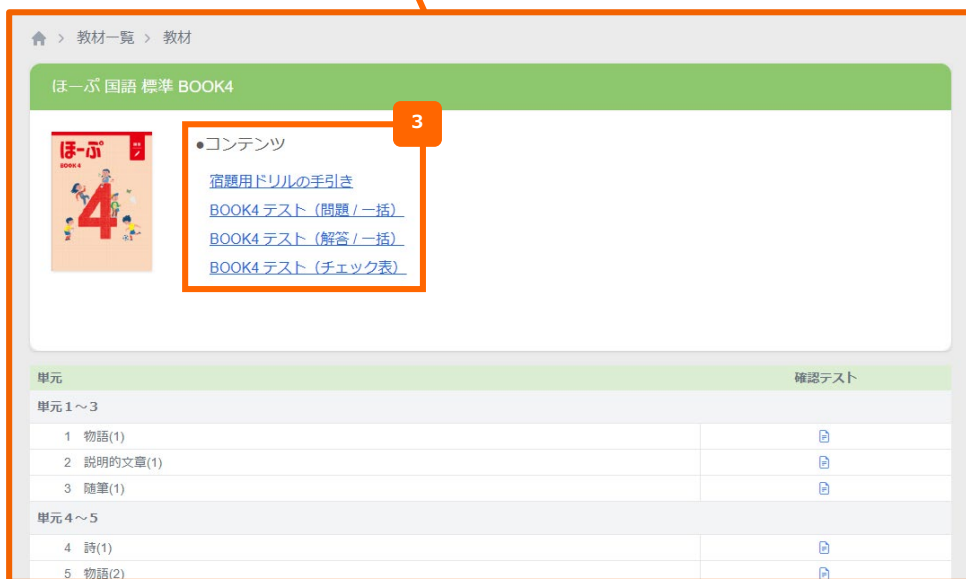 教材一覧 > 教材
ほーぷ 国語 標準 BOOK4
3
ほーぷ
BOOK4
4
●コンテンツ
宿題用ドリルの手引き
BOOK4 テスト（問題 / 一括）
BOOK4 テスト（解答 / 一括）
BOOK4 テスト（チェック表）
単元 確認テスト
単元１～３
1 物語(1)
2 説明的文章(1)
3 随筆(1)
単元４～５
4 詩(1)
5 物語(2)